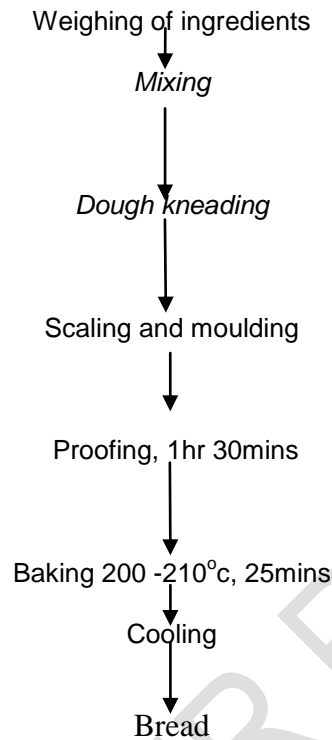 Weighing of ingredients
Mixing
Dough kneading
Scaling and moulding
Proofing, 1hr 30mins
Baking 200 -210°c, 25mins
Cooling
Bread